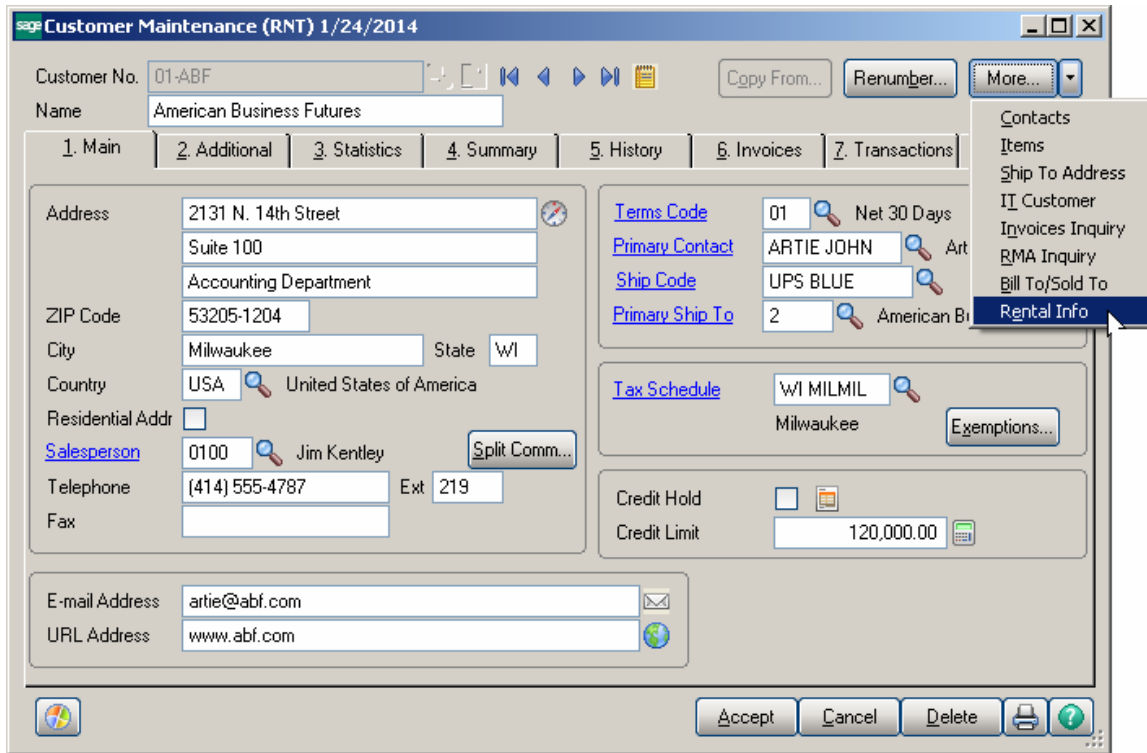 sage Customer Maintenance (RNT) 1/24/2014
Customer No. 01-ABF Copy From... Renumber... More...
Name American Business Futures
1. Main 2. Additional 3. Statistics 4. Summary 5. History 6. Invoices 7. Transactions
Contacts
Items
Ship To Address
IT Customer
Invoices Inquiry
RMA Inquiry
Bill To/Sold To
Rental Info
Address 2131 N. 14th Street
Suite 100
Accounting Department
ZIP Code 53205-1204
City Milwaukee State WI
Country USA United States of America
Residential Addr
Salesperson 0100 Jim Kentley Split Comm...
Telephone (414) 555-4787 Ext 219
Fax
Terms Code 01 Net 30 Days
Primary Contact ARTIE JOHN Art
Ship Code UPS BLUE
Primary Ship To 2 American
Tax Schedule WI MILMIL
Milwaukee Exemptions...
Credit Hold
Credit Limit 120,000.00
E-mail Address artie@abf.com
URL Address www.abf.com
Accept Cancel Delete